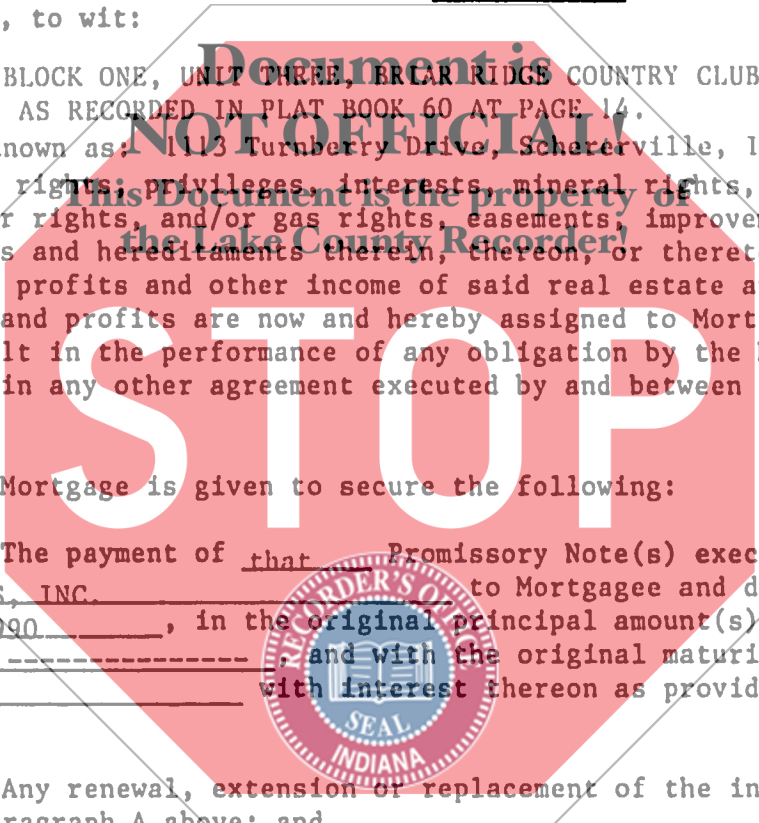 , to wit:
Document is
BLOCK ONE, UNIT THREE, BRIAR RIDGE COUNTRY CLUB
AS RECORDED IN PLAT BOOK 60 AT PAGE 14.
NOT OFFICIAL!
nown as: 1113 Turnberry Drive, Schererville, I
rights, privileges, interests, mineral rights,
This Document is the property of
r rights, and/or gas rights, easements, improve
the Lake County Recorder!
s and hereditaments therein, thereon, or theret
profits and other income of said real estate a
and profits are now and hereby assigned to Mort
lt in the performance of any obligation by the
in any other agreement executed by and between
STOP
Mortgage is given to secure the following:
The payment of that Promissory Note(s) exec
S, INC. to Mortgagee and d
990, in the original principal amount(s)
---------------, and with the original maturi
with interest thereon as provid
RECORDER'S OFFICE
SEAL
INDIANA
Any renewal, extension or replacement of the in
ragraph A above; and